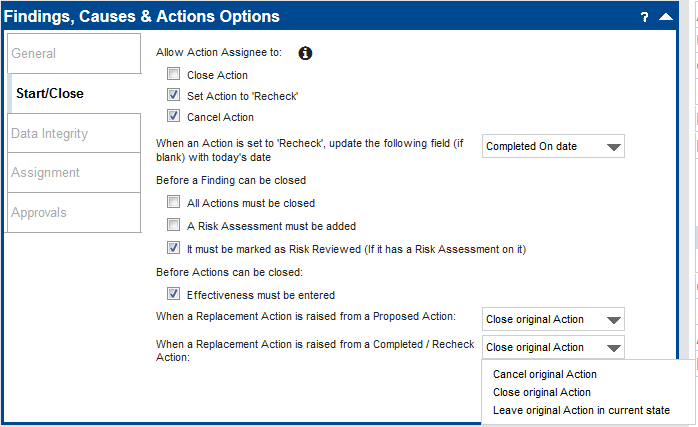 Findings, Causes & Actions Options ?
General
Start/Close
Data Integrity
Assignment
Approvals
Allow Action Assignee to:
Close Action
Set Action to 'Recheck'
Cancel Action
When an Action is set to 'Recheck', update the following field (if
blank) with today's date
Completed On date
Before a Finding can be closed
All Actions must be closed
A Risk Assessment must be added
It must be marked as Risk Reviewed (If it has a Risk Assessment on it)
Before Actions can be closed:
Effectiveness must be entered
When a Replacement Action is raised from a Proposed Action:
Close original Action
When a Replacement Action is raised from a Completed / Recheck
Action:
Close original Action
Cancel original Action
Close original Action
Leave original Action in current state